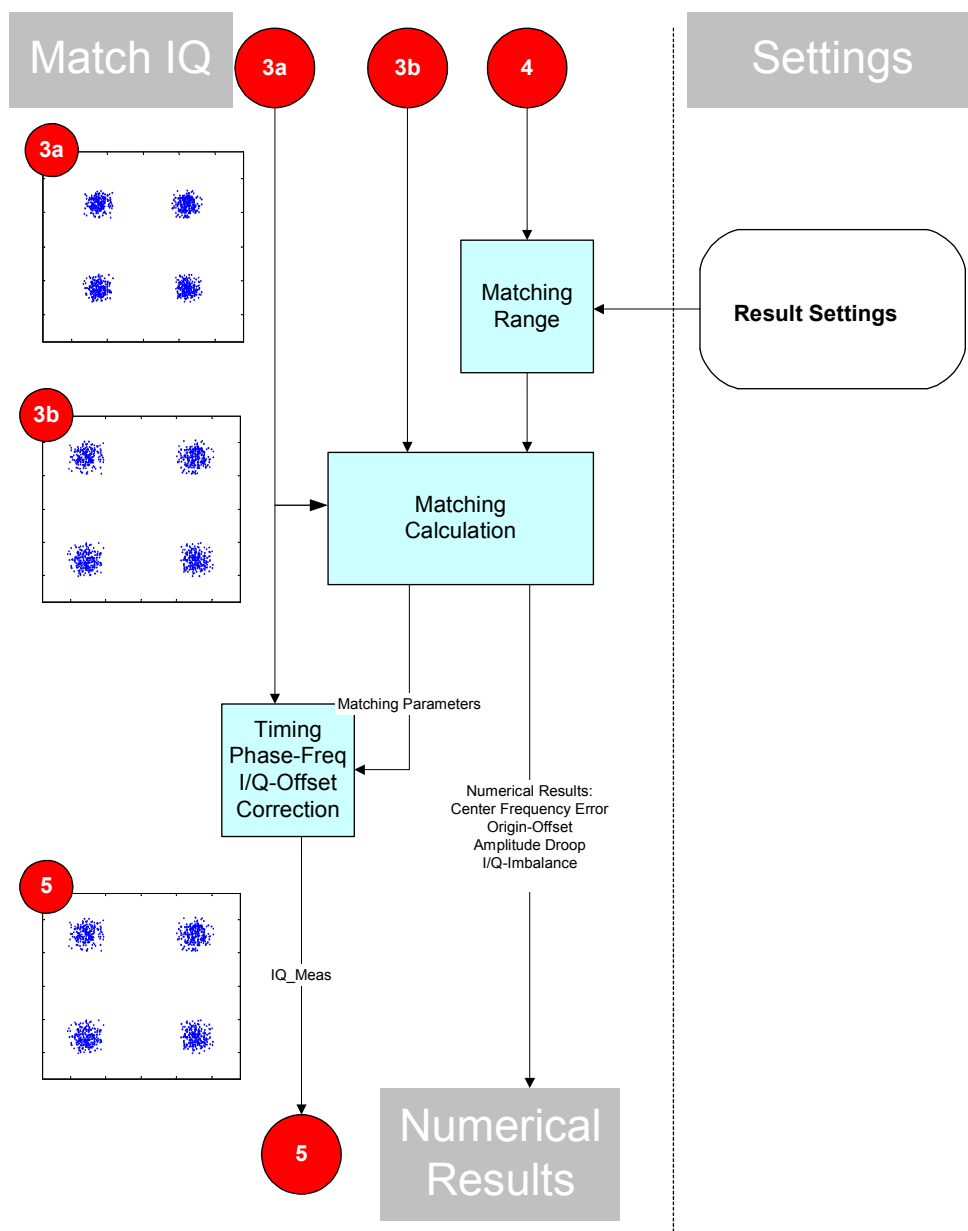 Match IQ
3a
3b
4
Settings
3a
Matching
Range
Result Settings
3b
Matching
Calculation
Matching Parameters
Timing
Phase-Freq
I/Q-Offset
Correction
Numerical Results:
Center Frequency Error
Origin-Offset
Amplitude Droop
I/Q-Imbalance
5
IQ_Meas
5
Numerical
Results